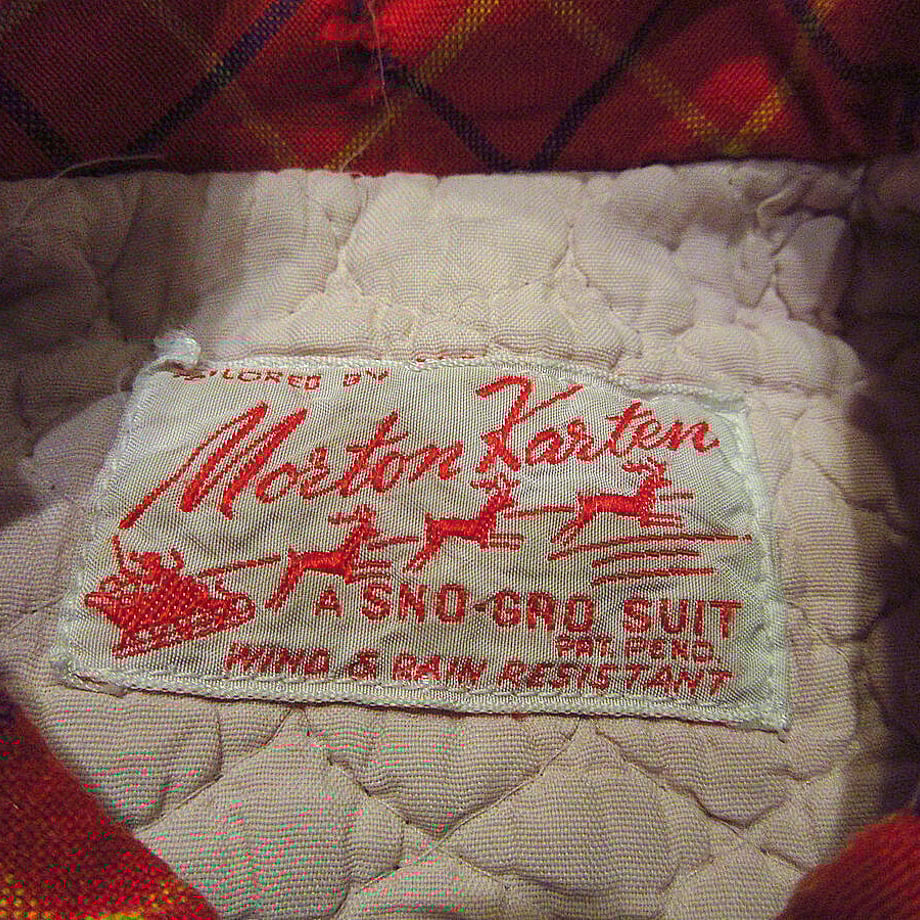 TAILORED BY
Morton Karten
A SNO-GRO SUIT
PAT. PEND.
WIND & RAIN RESISTANT